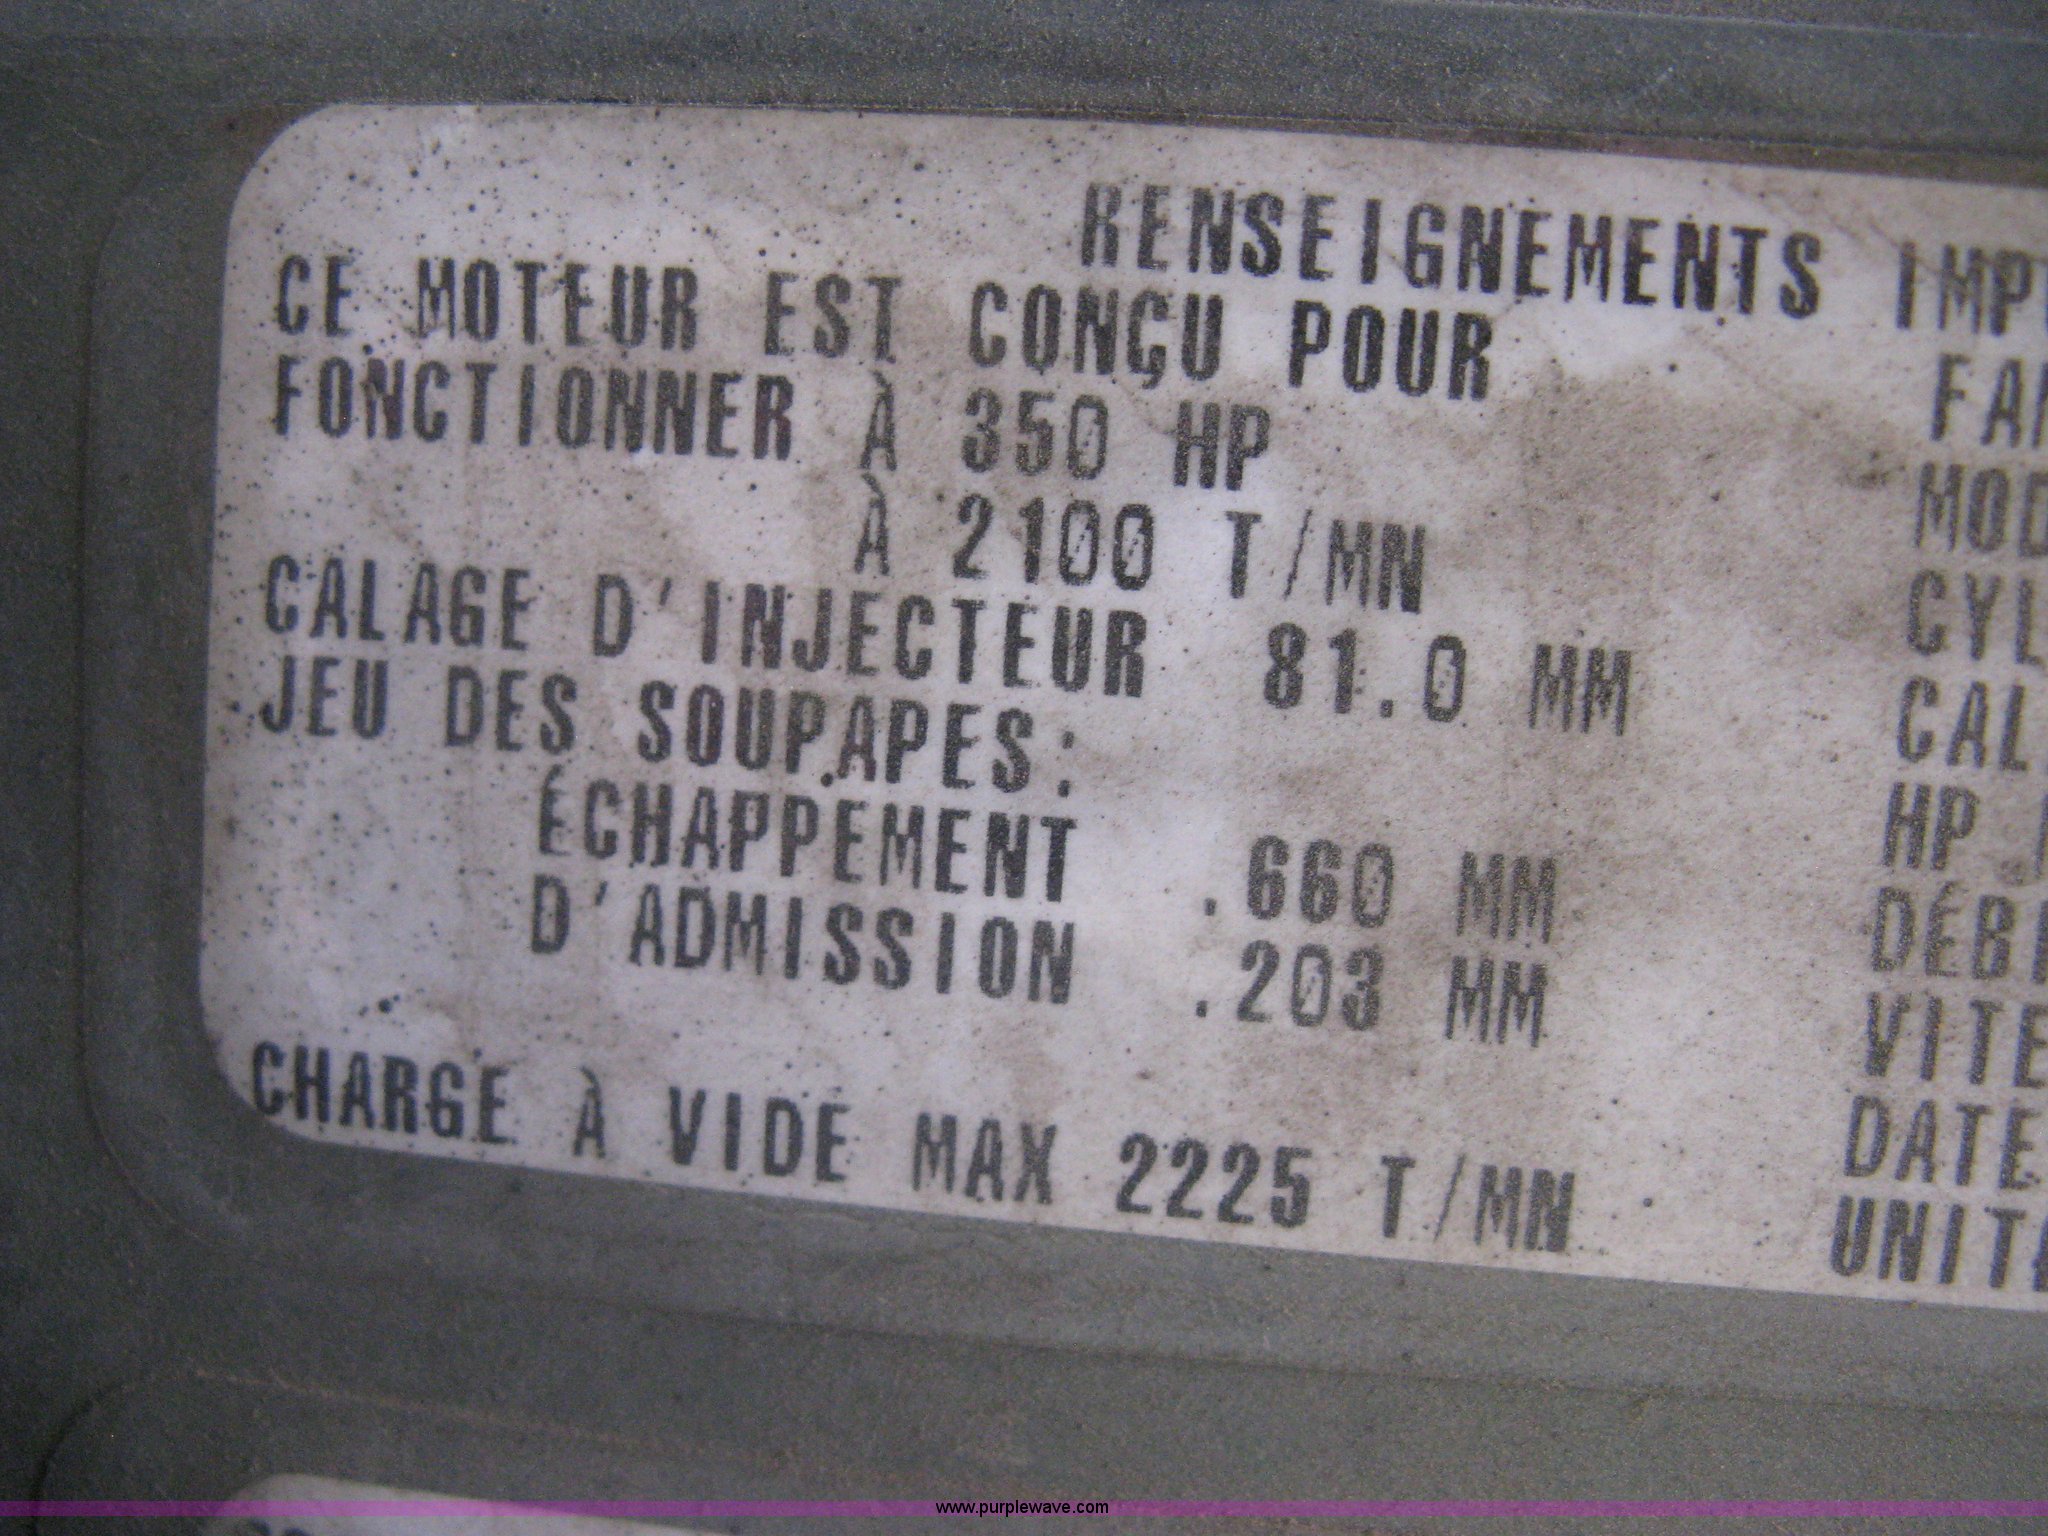 RENSEIGNEMENTS
CE MOTEUR EST CONÇU POUR
FONCTIONNER À 350 HP
À 2100 T/MN
CALAGE D'INJECTEUR 81.0 MM
JEU DES SOUPAPES:
ÉCHAPPEMENT .660 MM
D'ADMISSION .203 MM
CHARGE À VIDE MAX 2225 T/MN
HP
www.purplewave.com